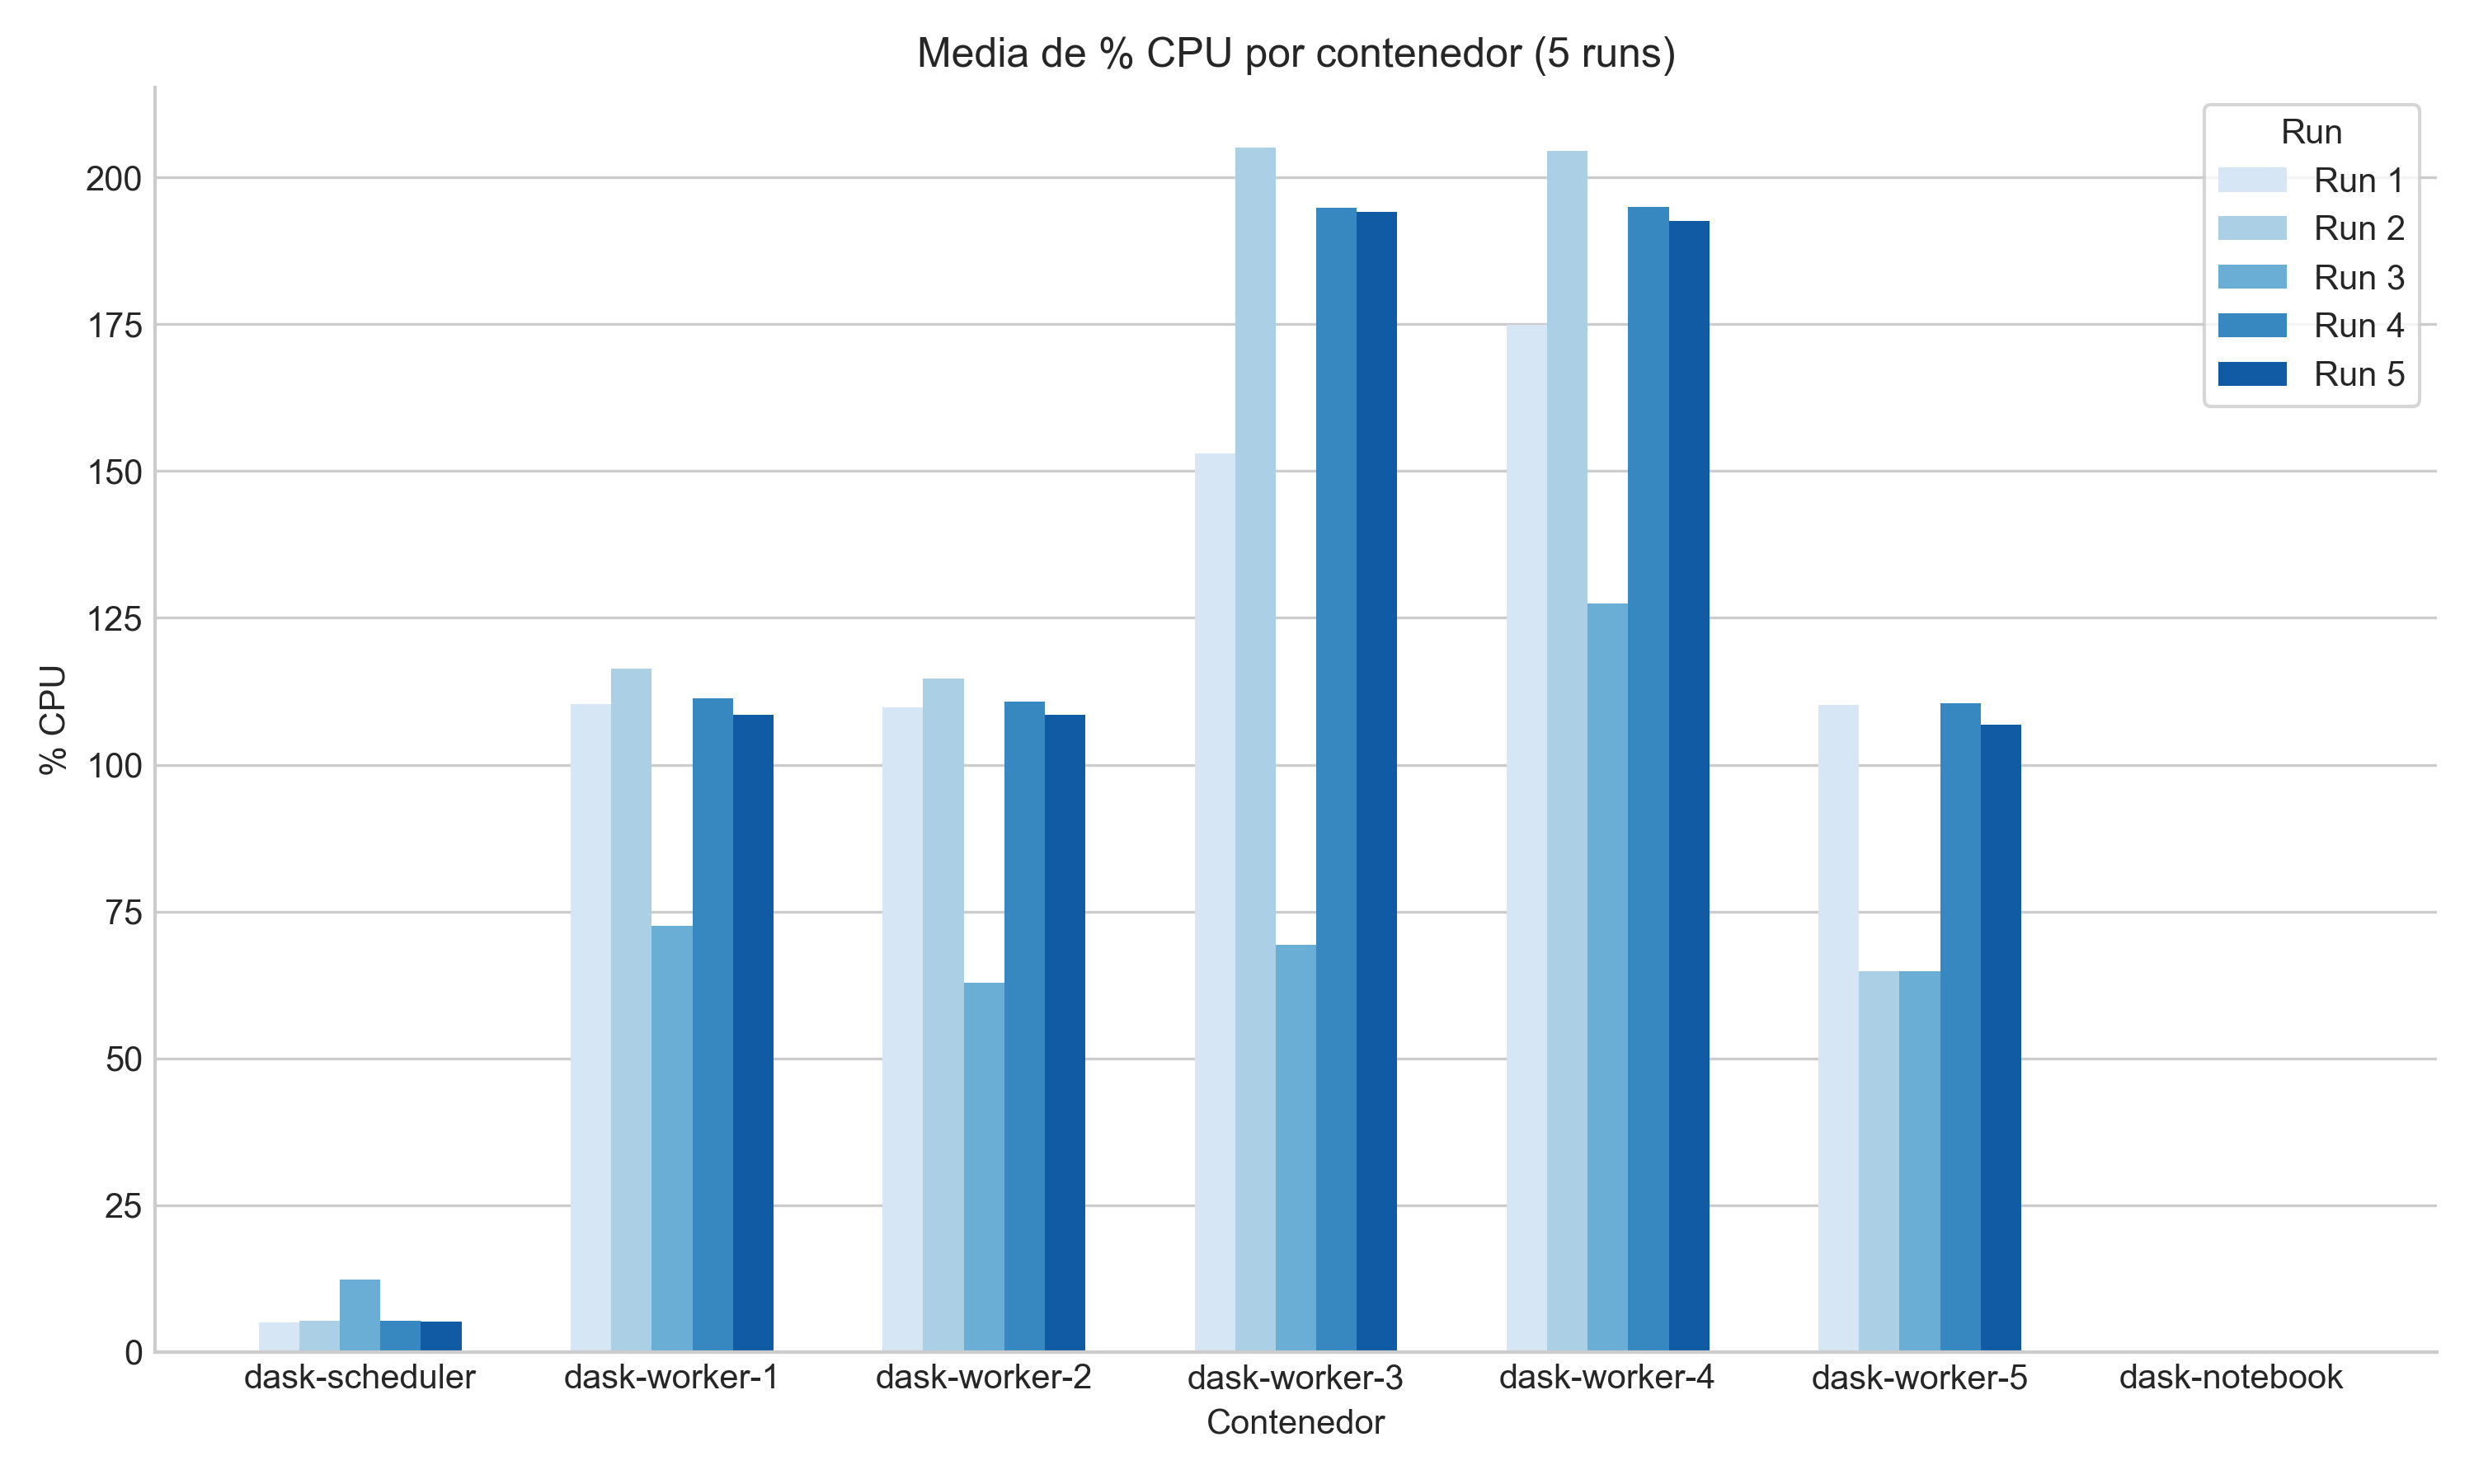 Media de % CPU por contenedor (5 runs)
Run
Run 1
Run 2
Run 3
Run 4
Run 5
% CPU
200
175
150
125
100
75
50
25
0
dask-scheduler
dask-worker-1
dask-worker-2
dask-worker-3
dask-worker-4
dask-worker-5
dask-notebook
Contenedor